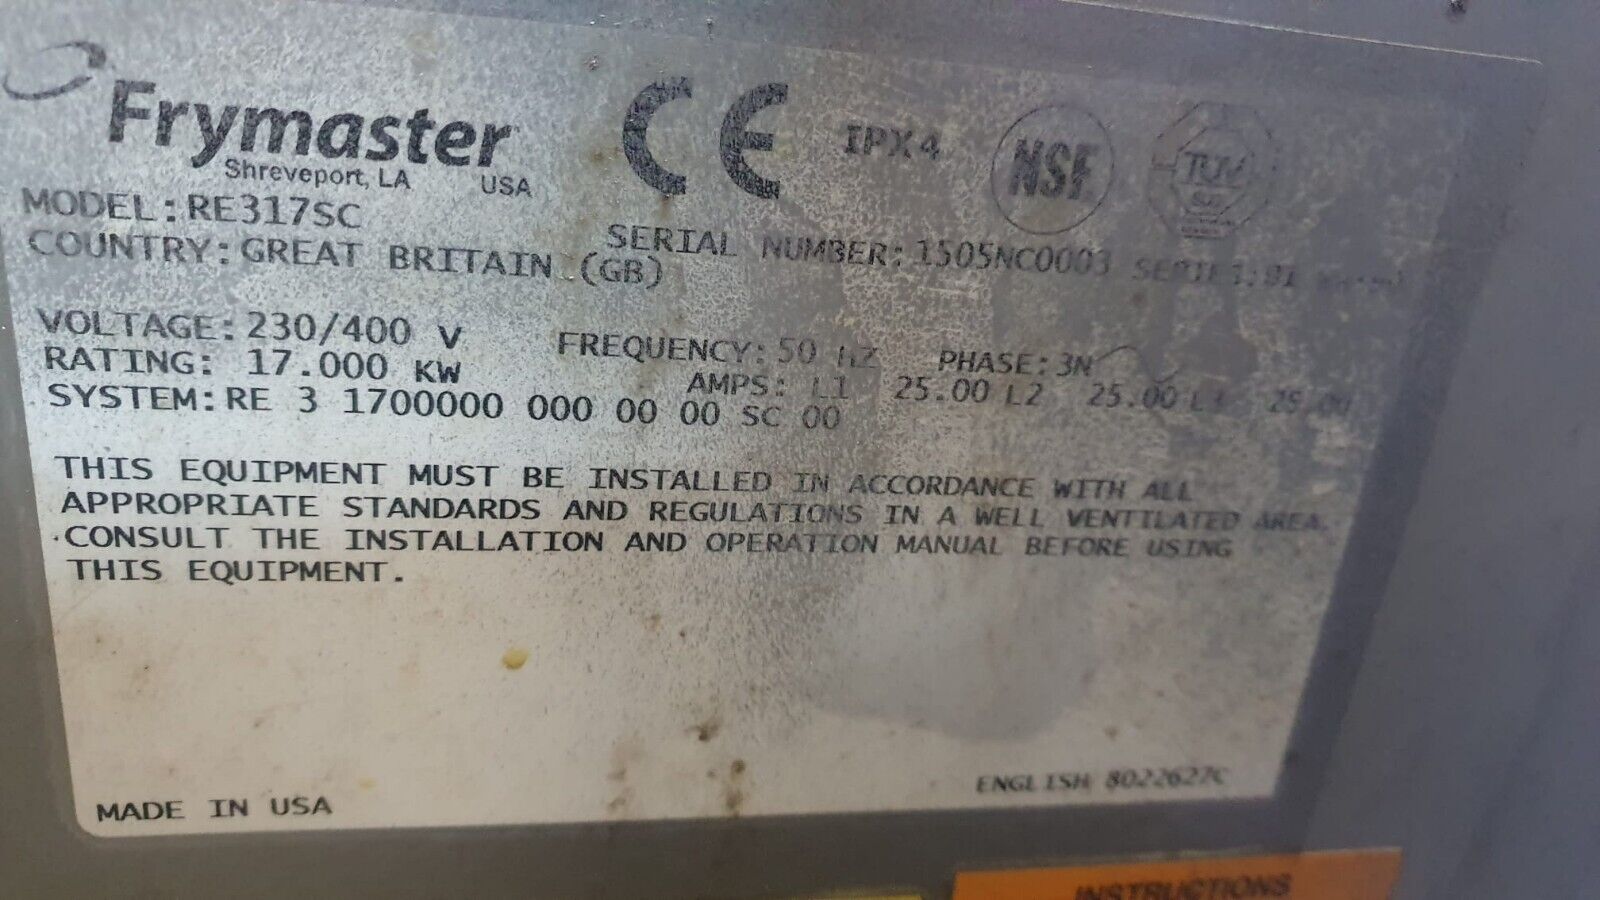 Frymaster
Shreveport, LA USA
CE IPX4 NSF TUV
MODEL: RE317SC
SERIAL NUMBER: 1505NC0003
COUNTRY: GREAT BRITAIN (GB)
VOLTAGE: 230/400 V FREQUENCY: 50 HZ PHASE: 3N
RATING: 17.000 KW AMPS: L1 25.00 L2 25.00 L3 25.00
SYSTEM: RE 3 1700000 000 00 00 SC 00
THIS EQUIPMENT MUST BE INSTALLED IN ACCORDANCE WITH ALL
APPROPRIATE STANDARDS AND REGULATIONS IN A WELL VENTILATED AREA.
CONSULT THE INSTALLATION AND OPERATION MANUAL BEFORE USING
THIS EQUIPMENT.
ENGLISH 8022627C
MADE IN USA
INSTRUCTIONS